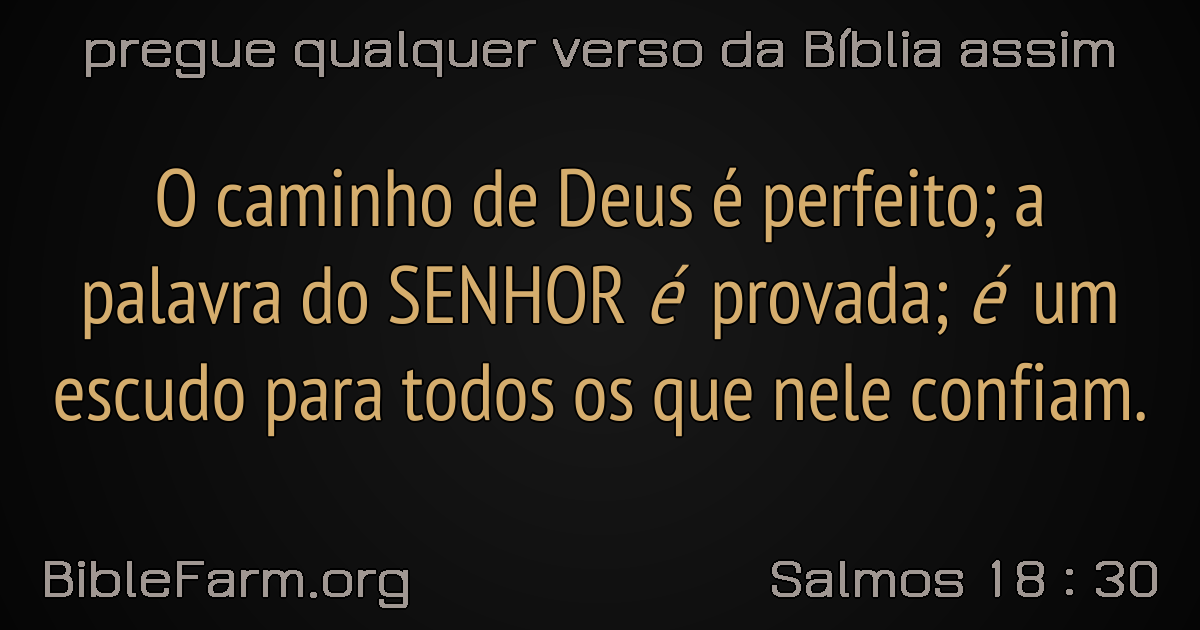 pregue qualquer verso da Bíblia assim
O caminho de Deus é perfeito; a
palavra do SENHOR é provada; é um
escudo para todos os que nele confiam.
BibleFarm.org
Salmos 18 : 30